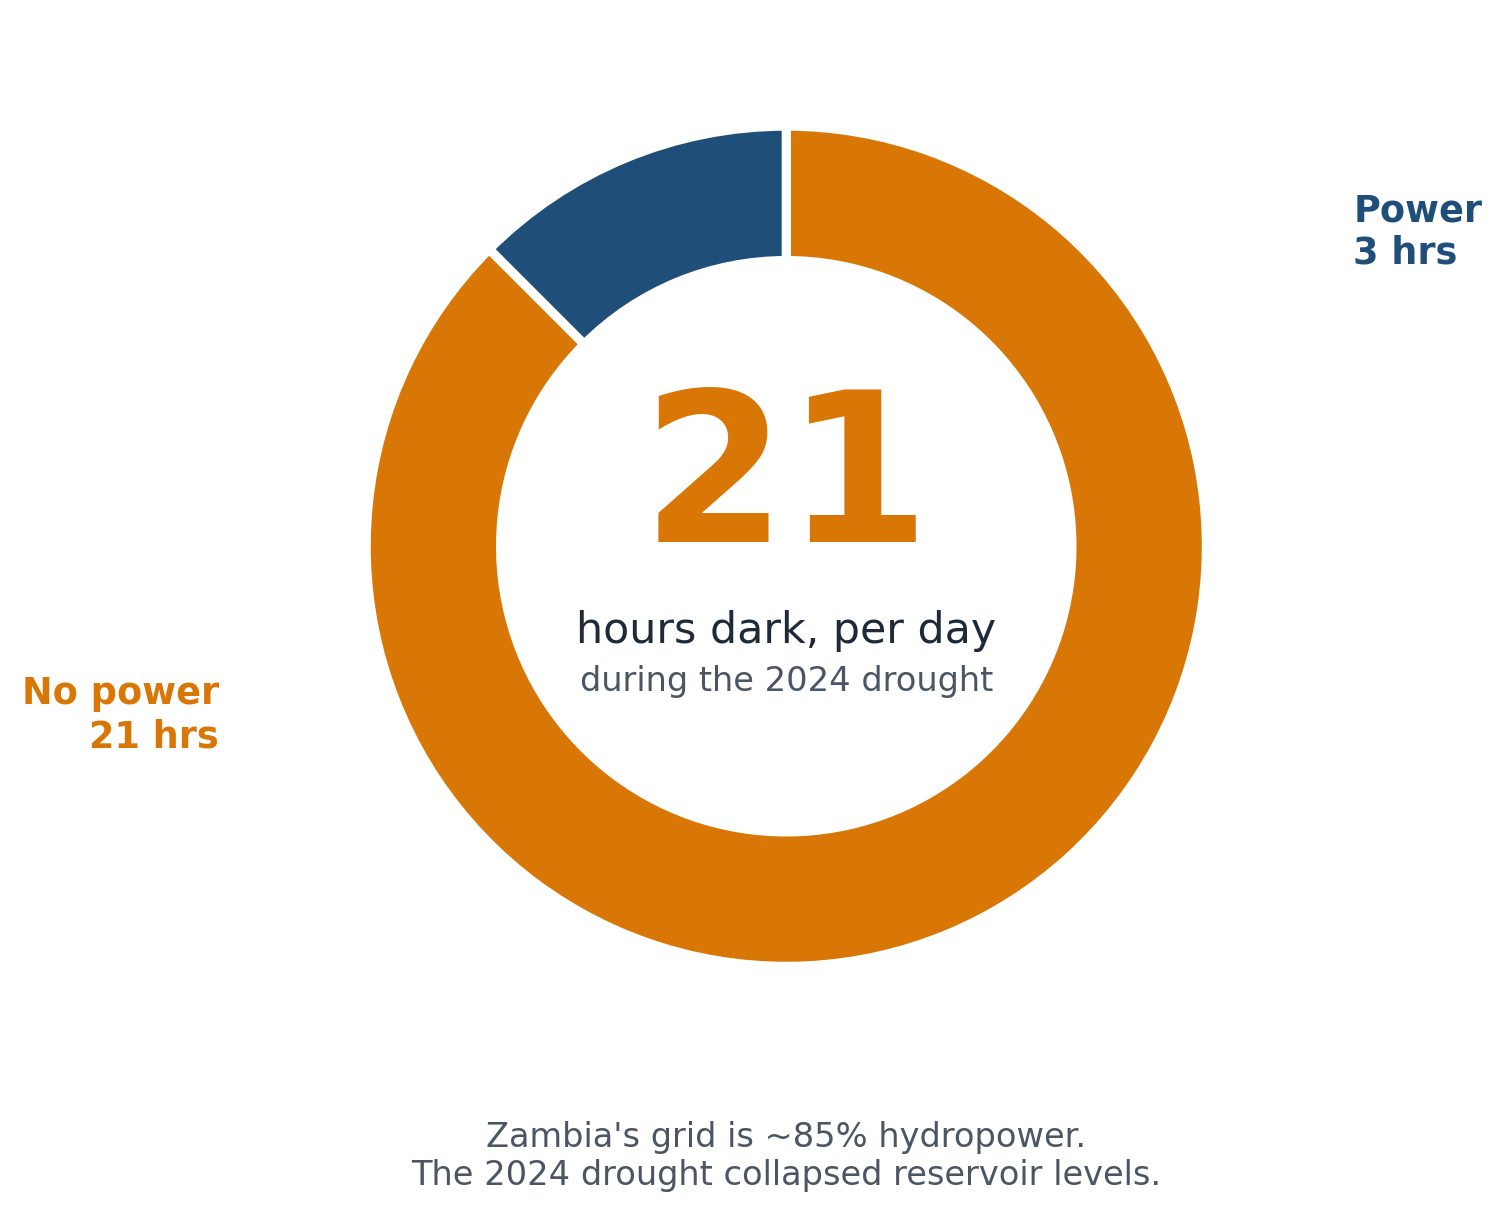 Power
3 hrs
21
hours dark, per day
during the 2024 drought
No power
21 hrs
Zambia's grid is ~85% hydropower.
The 2024 drought collapsed reservoir levels.